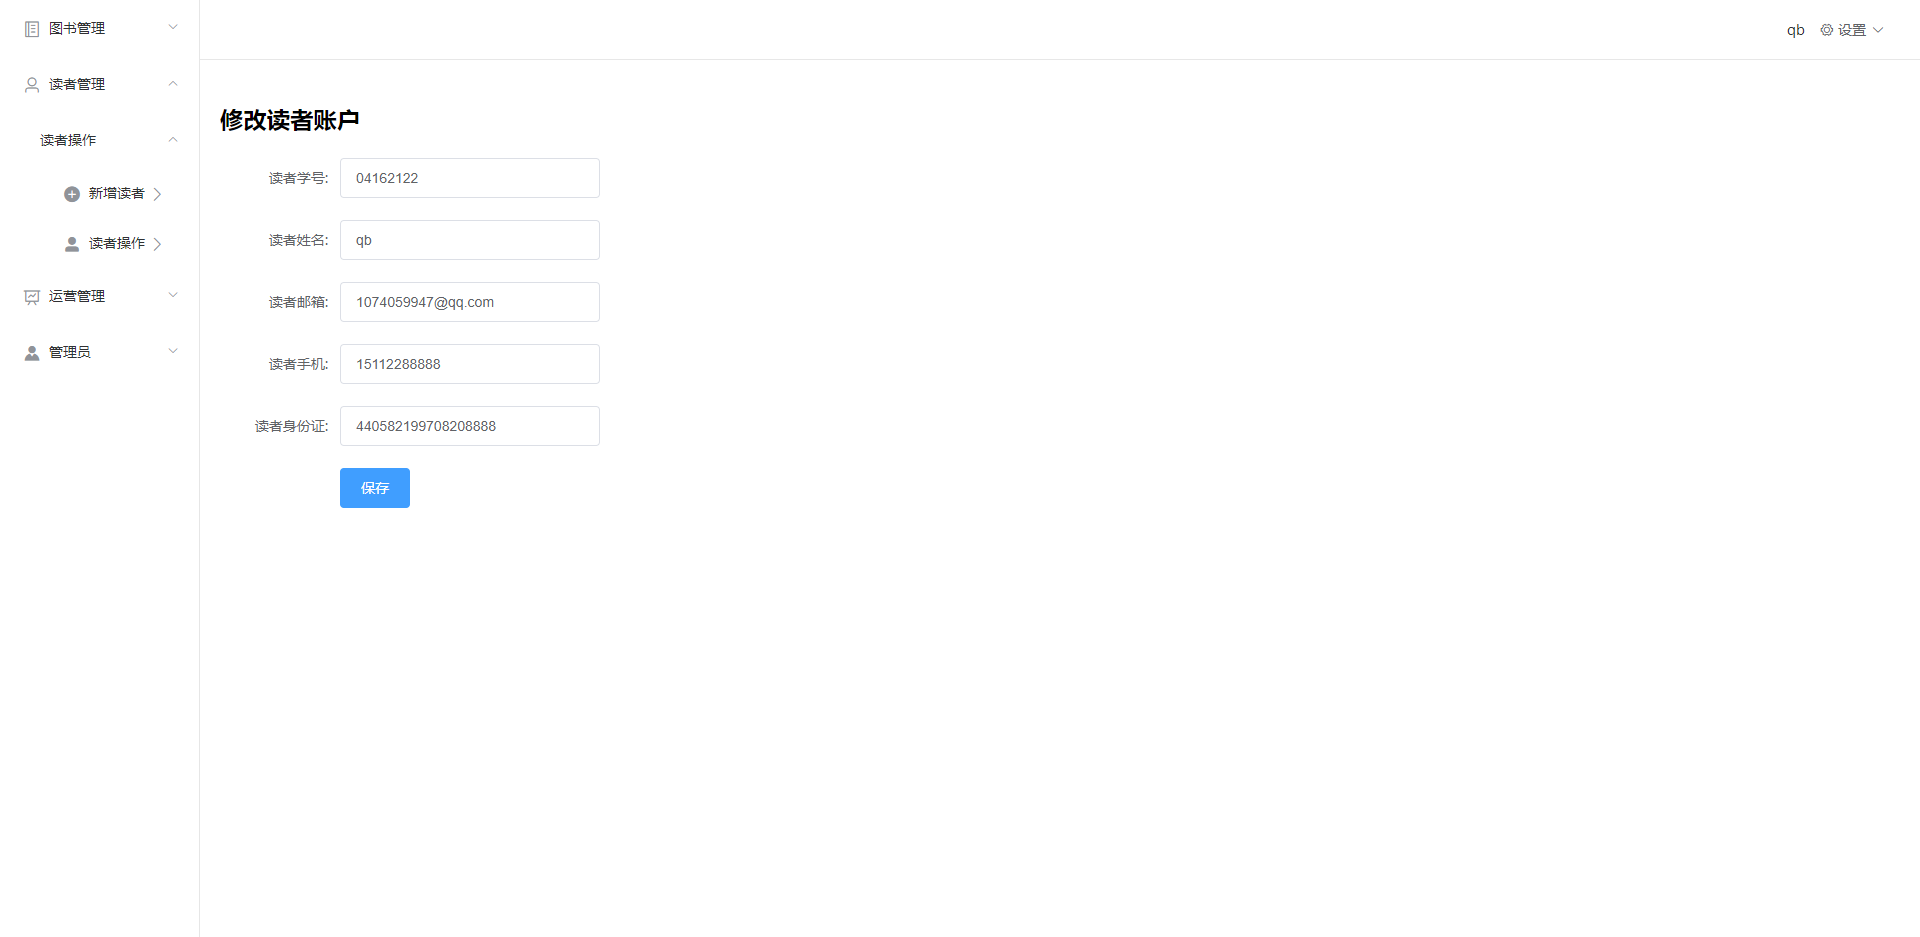 图书管理
读者管理
读者操作
新增读者
读者操作
运营管理
管理员
qb 设置
修改读者账户
读者学号: 04162122
读者姓名: qb
读者邮箱: 1074059947@qq.com
读者手机: 15112288888
读者身份证: 440582199708208888
保存